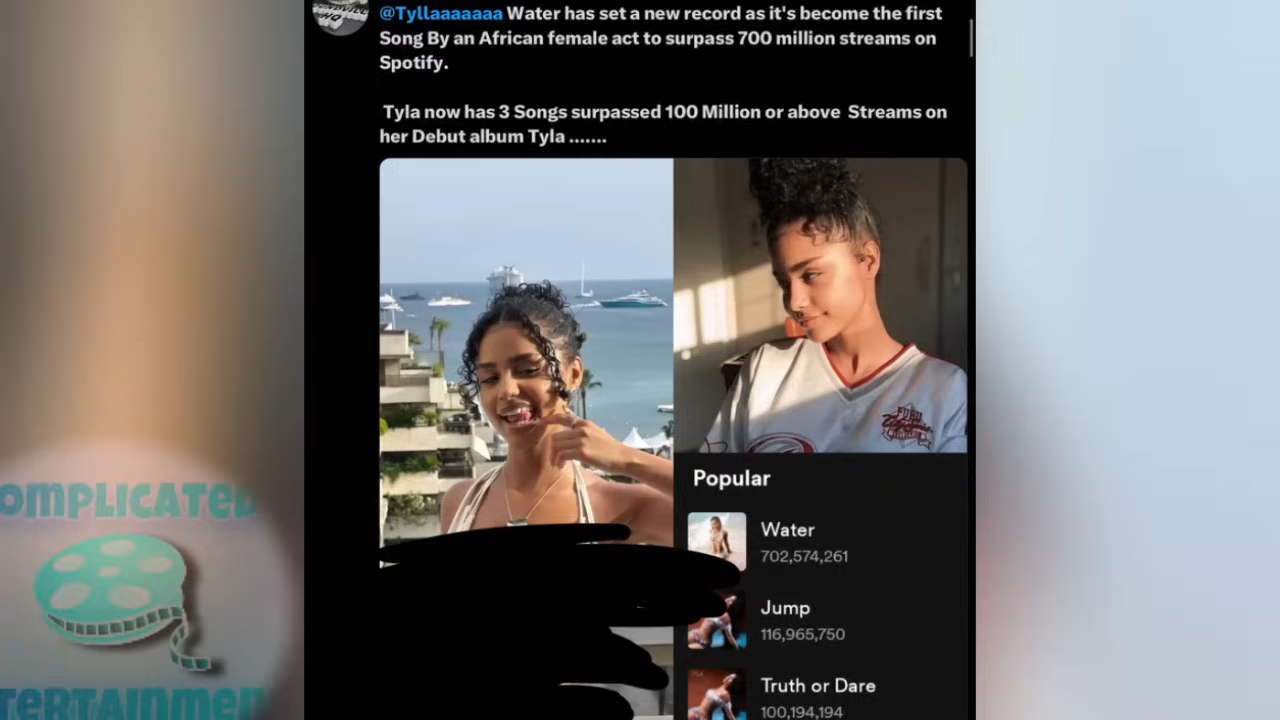 @Tyllaaaaaaa Water has set a new record as it's become the first
Song By an African female act to surpass 700 million streams on
Spotify.
Tyla now has 3 Songs surpassed 100 Million or above Streams on
her Debut album Tyla .......
FUBU
Popular
Water
702,574,261
Jump
116,965,750
Truth or Dare
100,194,194
OMPLICATED
TERTAINMEN